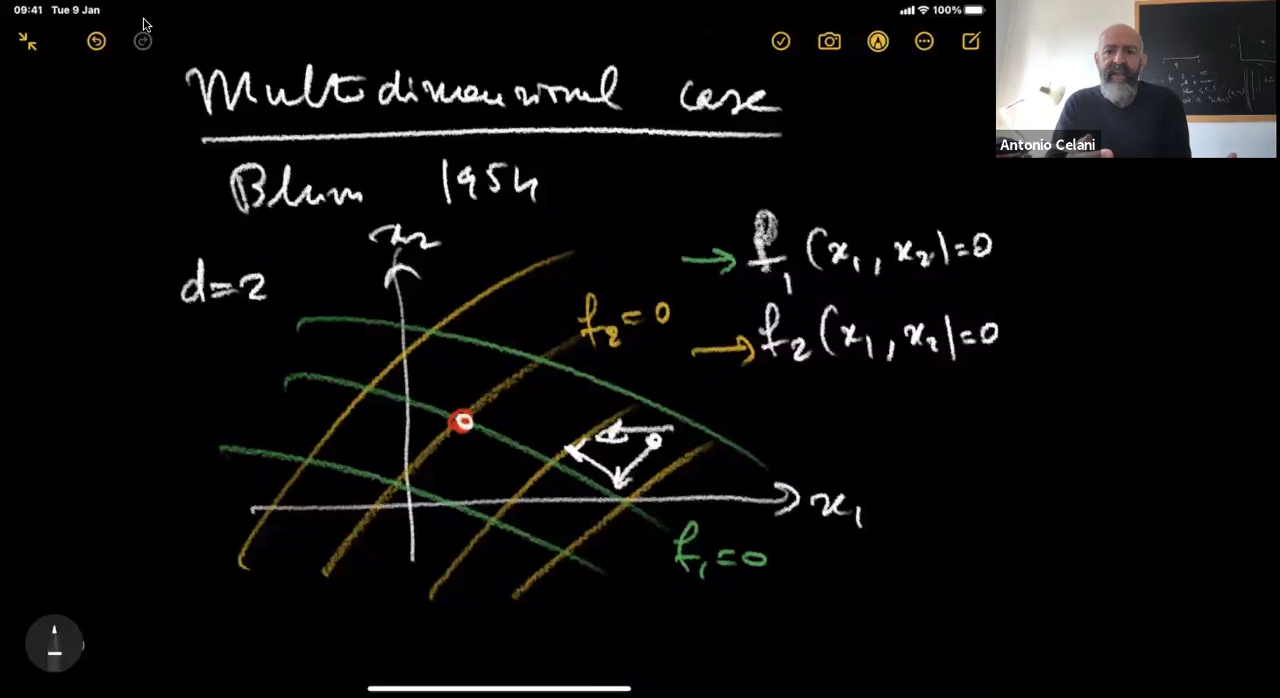 09:41 Tue 9 Jan
100%
Antonio Celani
Multidimensional case
Blum 1954
x₂
d=2
→ f₁(x₁, x₂)=0
→ f₂(x₁, x₂)=0
f₂=0
x₁
f₁=0